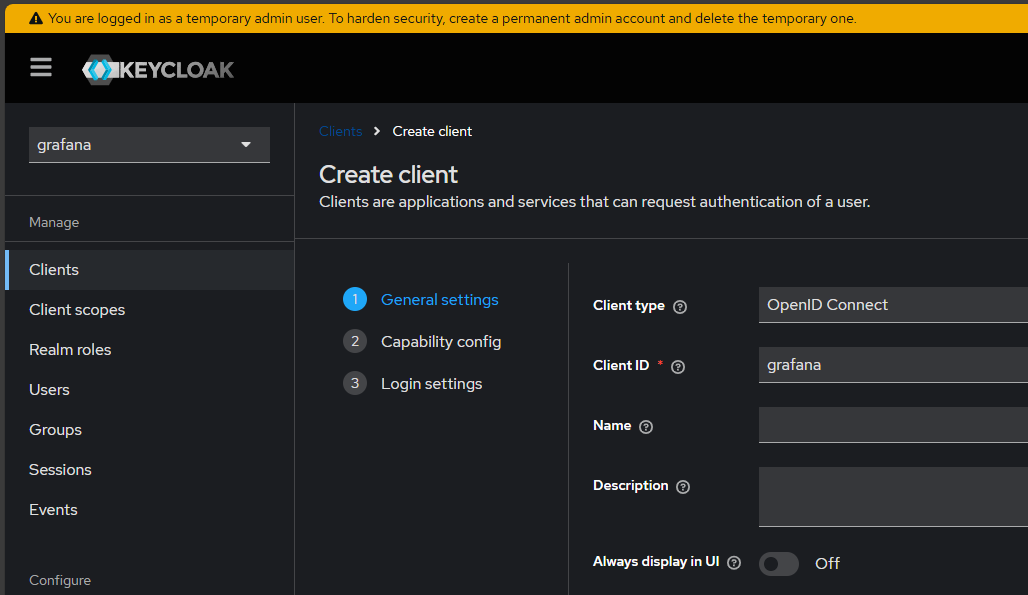 You are logged in as a temporary admin user. To harden security, create a permanent admin account and delete the temporary one.
KEYCLOAK
grafana
Manage
Clients
Client scopes
Realm roles
Users
Groups
Sessions
Events
Configure
Clients > Create client
Create client
Clients are applications and services that can request authentication of a user.
1 General settings
2 Capability config
3 Login settings
Client type ? OpenID Connect
Client ID * ? grafana
Name ?
Description ?
Always display in UI ? Off